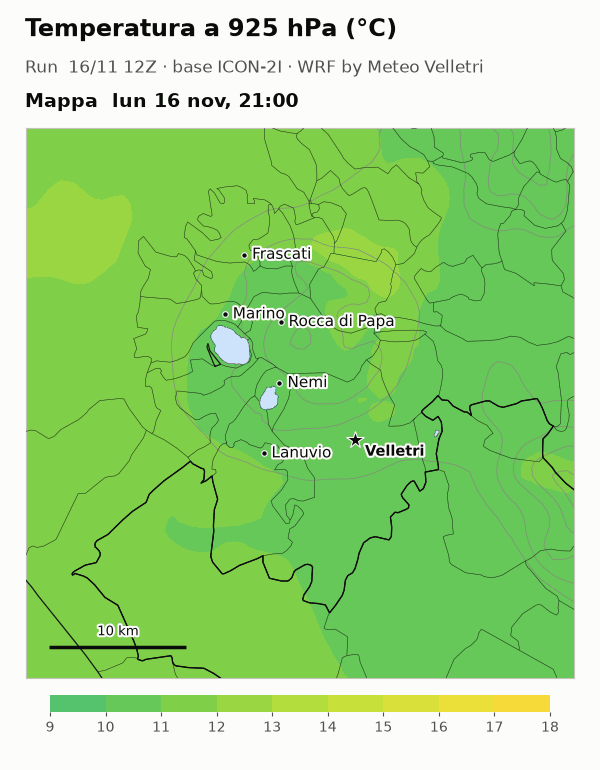 Temperatura a 925 hPa (°C)
Run  16/11 12Z · base ICON-2I · WRF by Meteo Velletri
Mappa  lun 16 nov, 21:00
Frascati
Marino
Rocca di Papa
Nemi
Velletri
Lanuvio
10 km
9 10 11 12 13 14 15 16 17 18